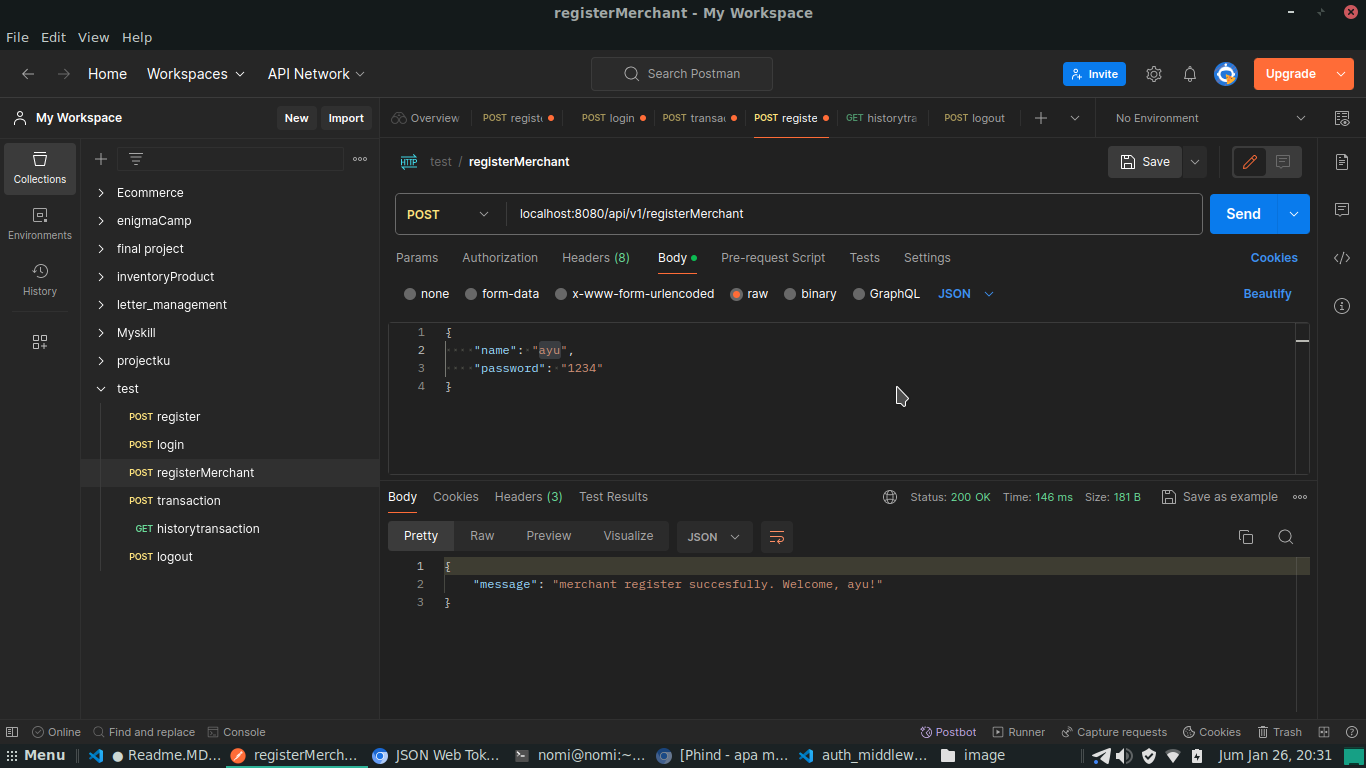 registerMerchant - My Workspace
File Edit View Help
Home Workspaces API Network Search Postman Invite Upgrade
My Workspace New Import
Overview POST registe POST login POST transac POST registe GET historytra POST logout No Environment
Collections
Environments
History
Ecommerce
enigmaCamp
final project
inventoryProduct
letter_management
Myskill
projectku
test
POST register
POST login
POST registerMerchant
POST transaction
GET historytransaction
POST logout
HTTP test / registerMerchant Save
POST localhost:8080/api/v1/registerMerchant Send
Params Authorization Headers (8) Body Pre-request Script Tests Settings Cookies
none form-data x-www-form-urlencoded raw binary GraphQL JSON Beautify
1 {
2 "name": "ayu",
3 "password": "1234"
4 }
Body Cookies Headers (3) Test Results Status: 200 OK Time: 146 ms Size: 181 B Save as example
Pretty Raw Preview Visualize JSON
1 {
2 "message": "merchant register succesfully. Welcome, ayu!"
3 }
Online Find and replace Console Postbot Runner Capture requests Cookies Trash
Menu Readme.MD... registerMerch... JSON Web Tok... nomi@nomi:~... [Phind - apa m... auth_middlew... image Jum Jan 26, 20:31